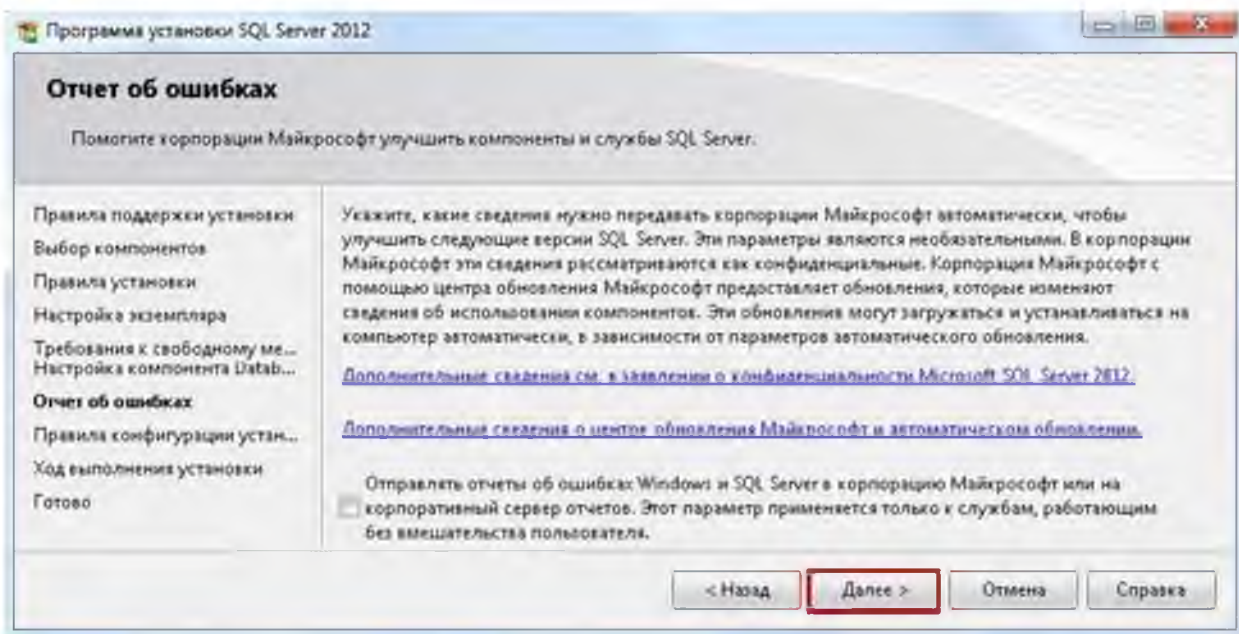 Программа установки SQL Server 2012
Отчет об ошибках
Помогите корпорации Майкрософт улучшить компоненты и службы SQL Server.
Правила поддержки установки
Выбор компонентов
Правила установки
Настройка экземпляра
Требования к свободному ме...
Настройка компонента Datab...
Отчет об ошибках
Правила конфигурации устан...
Ход выполнения установки
Готово
Укажите, какие сведения нужно передавать корпорации Майкрософт автоматически, чтобы
улучшить следующие версии SQL Server. Эти параметры являются необязательными. В корпорации
Майкрософт эти сведения рассматриваются как конфиденциальные. Корпорация Майкрософт с
помощью центра обновления Майкрософт предоставляет обновления, которые изменяют
сведения об использовании компонентов. Эти обновления могут загружаться и устанавливаться на
компьютер автоматически, в зависимости от параметров автоматического обновления.
Дополнительные сведения см. в заявлении о конфиденциальности Microsoft SQL Server 2012.
Дополнительные сведения о центре обновления Майкрософт и автоматическом обновлении.
Отправлять отчеты об ошибках Windows и SQL Server в корпорацию Майкрософт или на
корпоративный сервер отчетов. Этот параметр применяется только к службам, работающим
без вмешательства пользователя.
< Назад
Далее >
Отмена
Справка